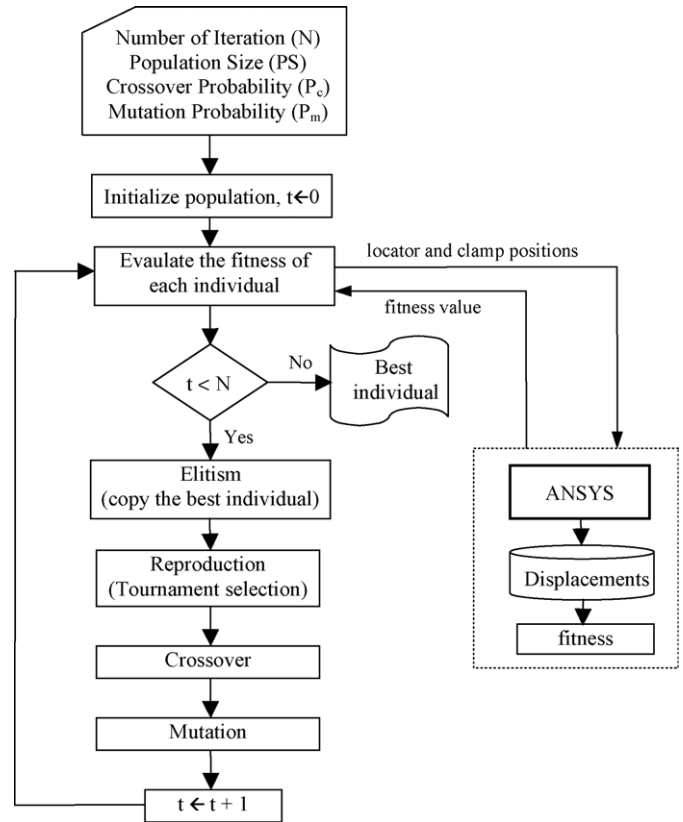 Number of Iteration (N)
Population Size (PS)
Crossover Probability (Pc)
Mutation Probability (Pm)
Initialize population, t←0
Evaulate the fitness of
each individual
locator and clamp positions
fitness value
t < N
No
Best
individual
Yes
Elitism
(copy the best individual)
Reproduction
(Tournament selection)
Crossover
Mutation
t ← t + 1
ANSYS
Displacements
fitness